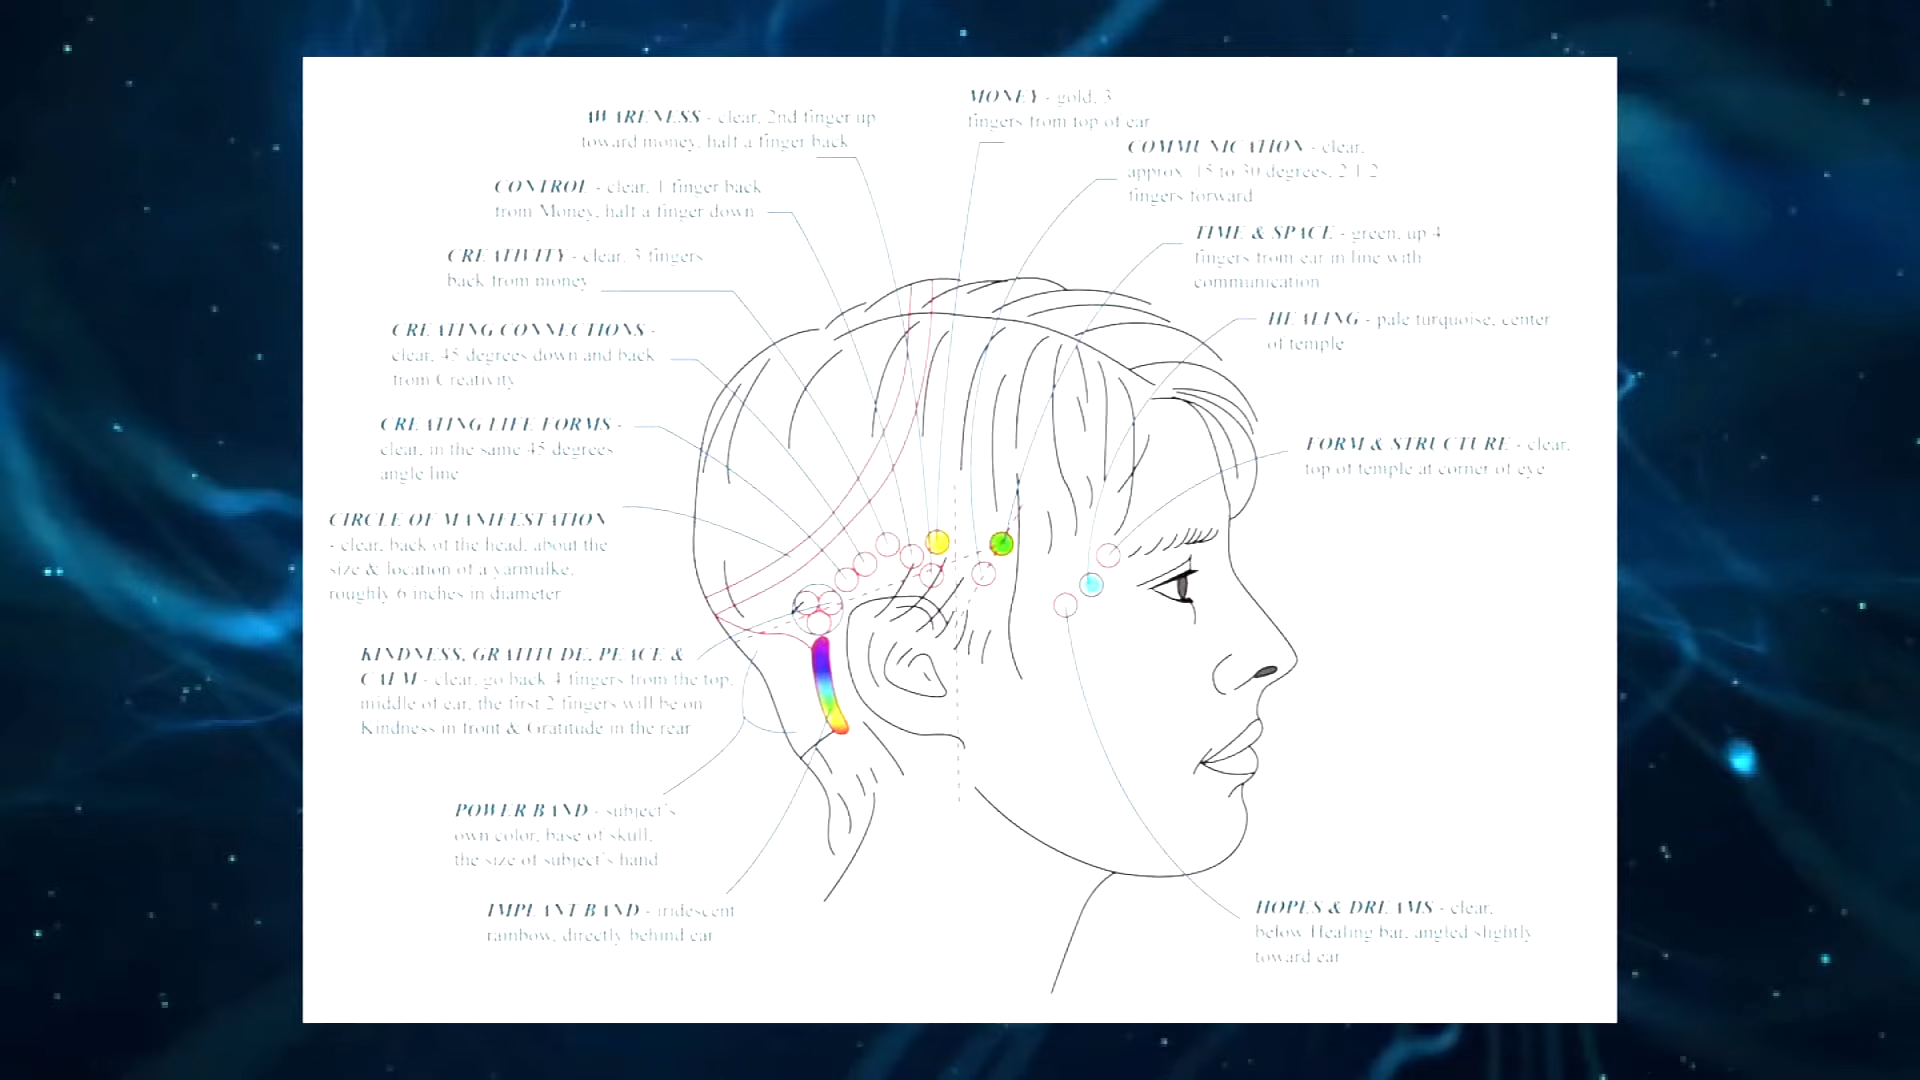 MONEY - gold, 3
fingers from top of ear
AWARENESS - clear, 2nd finger up
toward money, half a finger back
COMMUNICATION - clear,
approx. 15 to 30 degrees, 2 1 2
fingers forward
CONTROL - clear, 1 finger back
from Money, half a finger down
TIME & SPACE - green, up 4
fingers from ear in line with
communication
CREATIVITY - clear, 3 fingers
back from money
HEALING - pale turquoise, center
of temple
CREATING CONNECTIONS -
clear, 45 degrees down and back
from Creativity
CREATING LIFE FORMS -
clear, in the same 45 degrees
angle line
FORM & STRUCTURE - clear,
top of temple at corner of eye
CIRCLE OF MANIFESTATION
- clear, back of the head, about the
size & location of a yarmulke,
roughly 6 inches in diameter
KINDNESS, GRATITUDE, PEACE &
CALM - clear, go back 4 fingers from the top,
middle of ear, the first 2 fingers will be on
Kindness in front & Gratitude in the rear
POWER BAND - subject's
own color, base of skull,
the size of subject's hand
IMPLANT BAND - iridescent
rainbow, directly behind ear
HOPES & DREAMS - clear,
below Healing bar, angled slightly
toward ear